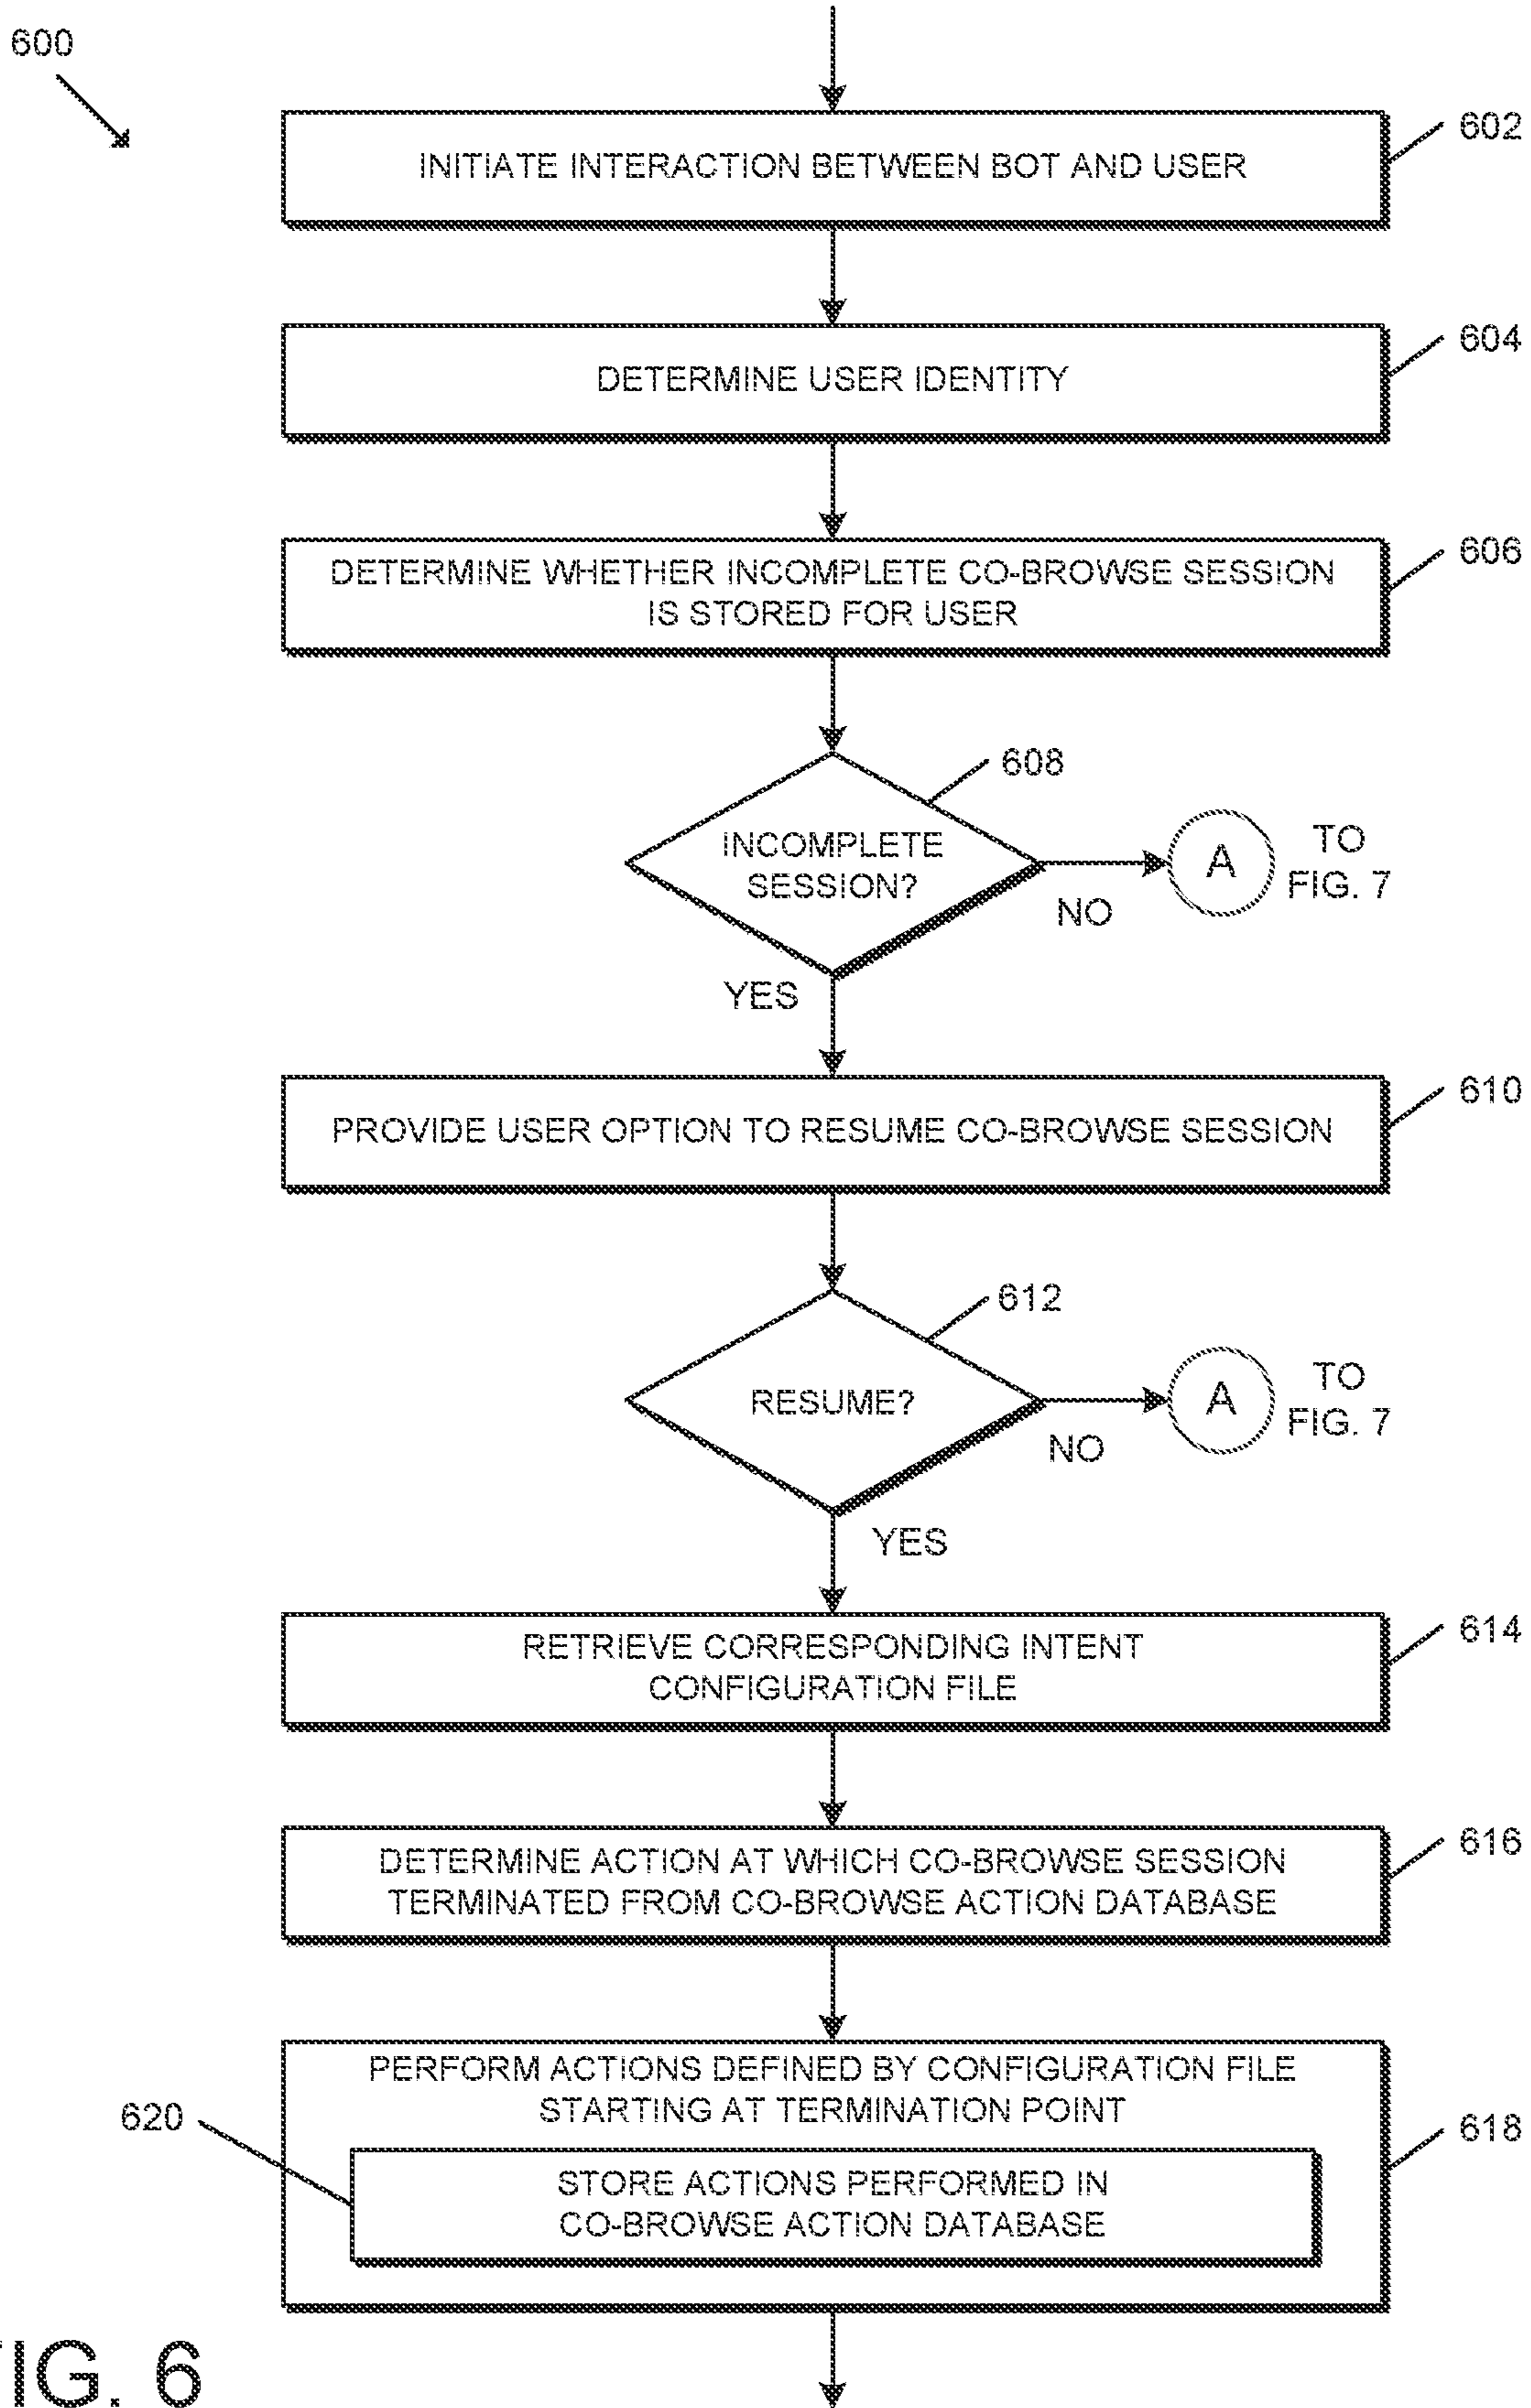 600
INITIATE INTERACTION BETWEEN BOT AND USER
602
DETERMINE USER IDENTITY
604
DETERMINE WHETHER INCOMPLETE CO-BROWSE SESSION
IS STORED FOR USER
606
608
INCOMPLETE
SESSION?
A
TO
FIG. 7
NO
YES
PROVIDE USER OPTION TO RESUME CO-BROWSE SESSION
610
612
RESUME?
A
TO
FIG. 7
NO
YES
RETRIEVE CORRESPONDING INTENT
CONFIGURATION FILE
614
DETERMINE ACTION AT WHICH CO-BROWSE SESSION
TERMINATED FROM CO-BROWSE ACTION DATABASE
616
PERFORM ACTIONS DEFINED BY CONFIGURATION FILE
STARTING AT TERMINATION POINT
618
620
STORE ACTIONS PERFORMED IN
CO-BROWSE ACTION DATABASE
FIG. 6